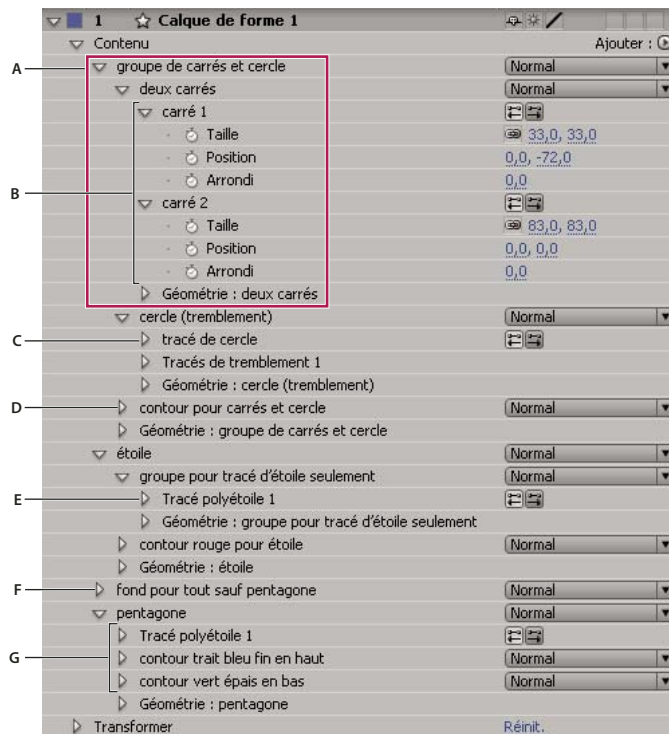 1 Calque de forme 1
Contenu Ajouter :
A groupe de carrés et cercle Normal
deux carrés Normal
carré 1
Taille 33,0, 33,0
Position 0,0, -72,0
Arrondi 0,0
B
carré 2
Taille 83,0, 83,0
Position 0,0, 0,0
Arrondi 0,0
Géométrie : deux carrés
cercle (tremblement) Normal
C tracé de cercle
Tracés de tremblement 1
Géométrie : cercle (tremblement)
D contour pour carrés et cercle Normal
Géométrie : groupe de carrés et cercle
étoile Normal
groupe pour tracé d'étoile seulement Normal
E Tracé polyétoile 1
Géométrie : groupe pour tracé d'étoile seulement
contour rouge pour étoile Normal
Géométrie : étoile
F fond pour tout sauf pentagone Normal
pentagone Normal
Tracé polyétoile 1
G contour trait bleu fin en haut Normal
contour vert épais en bas Normal
Géométrie : pentagone
Transformer Réinit.